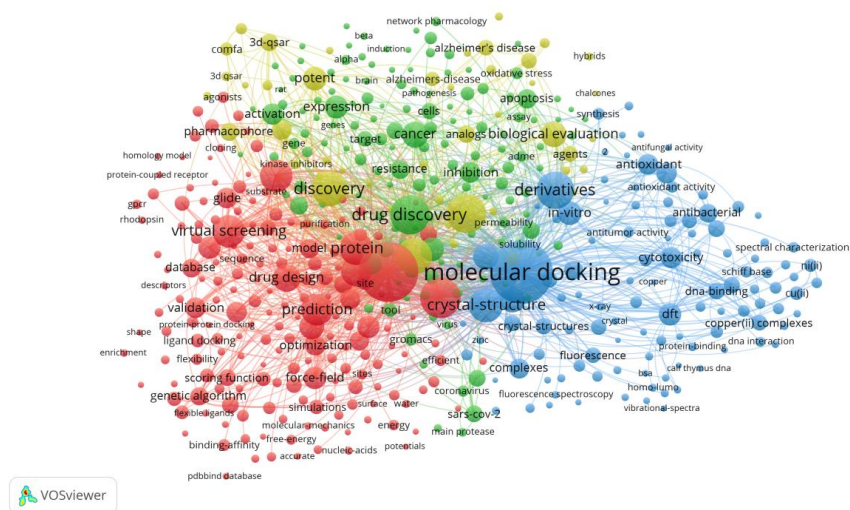 network pharmacology
beta
3d-qsar
induction
alzheimer's disease
comfa
alpha
hybrids
3d qsar
potent
brain
alzheimers-disease
oxidative stress
rat
pathogenesis
chalcones
agonists
expression
cells
apoptosis
activation
assay
synthesis
genes
pharmacophore
target
cancer
analogs
biological evaluation
cloning
gene
2
antifungal activity
homology model
kinase inhibitors
adme
agents
antioxidant
protein-coupled receptor
resistance
inhibition
substrate
discovery
derivatives
antioxidant activity
gpcr
glide
rhodopsin
drug discovery
in-vitro
antibacterial
purification
permeability
virtual screening
antitumor-activity
model
protein
solubility
spectral characterization
sequence
cytotoxicity
database
molecular docking
schiff base
ni(ii)
drug design
site
copper
descriptors
dna-binding
cu(ii)
validation
prediction
tool
crystal-structure
x-ray
dft
protein-protein docking
virus
crystal-structures
crystal
copper(ii) complexes
shape
ligand docking
optimization
gromacs
zinc
dna interaction
enrichment
protein-binding
flexibility
efficient
fluorescence
scoring function
force-field
sites
complexes
bsa
calf thymus dna
genetic algorithm
coronavirus
homo-lumo
fluorescence spectroscopy
flexible ligands
simulations
surface
water
sars-cov-2
vibrational-spectra
molecular-mechanics
energy
main protease
binding-affinity
free-energy
potentials
accurate
nucleic-acids
pdbbind database
VOSviewer